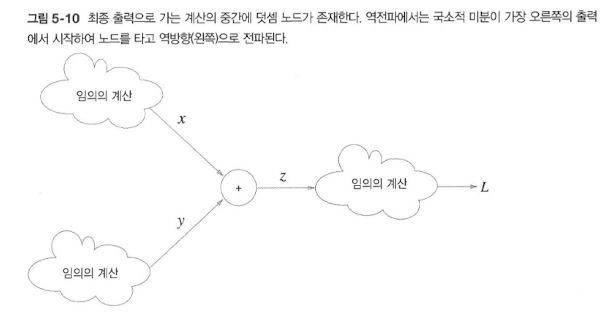 그림 5-10 최종 출력으로 가는 계산의 중간에 덧셈 노드가 존재한다. 역전파에서는 국소적 미분이 가장 오른쪽의 출력
에서 시작하여 노드를 타고 역방향(왼쪽)으로 전파된다.
임의의 계산
x
+
z
임의의 계산
L
y
임의의 계산